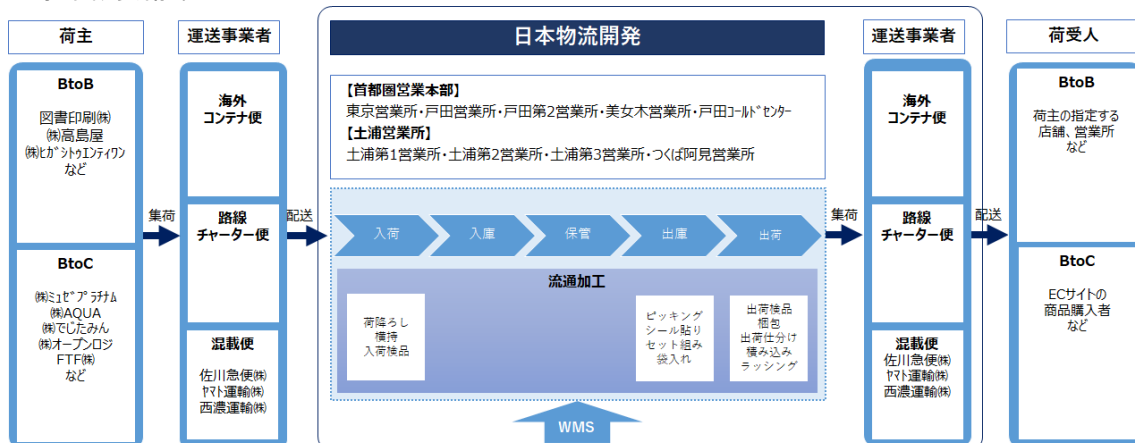 荷主
BtoB
図書印刷㈱
㈱高島屋
㈱ﾋｶﾞｼﾄｩｴﾝﾃｨﾜﾝ
など
BtoC
㈱ﾐｭｾﾞﾌﾟﾗﾁﾅﾑ
㈱AQUA
㈱でじたみん
㈱オープンロジ
FTF㈱
など
集荷
運送事業者
海外
コンテナ便
路線
チャーター便
混載便
佐川急便㈱
ﾔﾏﾄ運輸㈱
西濃運輸㈱
配送
日本物流開発
【首都圏営業本部】
東京営業所・戸田営業所・戸田第2営業所・美女木営業所・戸田ｺｰﾙﾄﾞｾﾝﾀｰ
【土浦営業所】
土浦第1営業所・土浦第2営業所・土浦第3営業所・つくば阿見営業所
入荷
入庫
保管
出庫
出荷
流通加工
荷降ろし
横持
入荷検品
ピッキング
シール貼り
セット組み
袋入れ
出荷検品
梱包
出荷仕分け
積み込み
ラッシング
WMS
集荷
運送事業者
海外
コンテナ便
路線
チャーター便
混載便
佐川急便㈱
ﾔﾏﾄ運輸㈱
西濃運輸㈱
配送
荷受人
BtoB
荷主の指定する
店舗、営業所
など
BtoC
ECサイトの
商品購入者
など